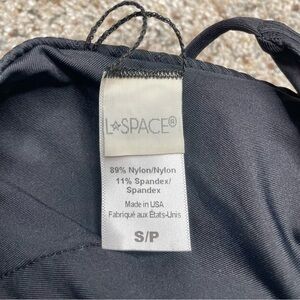 L☆SPACE®
89% Nylon/Nylon
11% Spandex/
Spandex
Made in USA
Fabriqué aux États-Unis
S/P